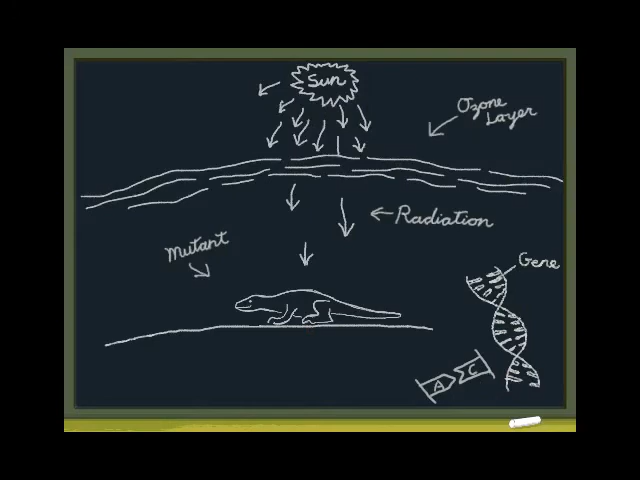 Sun
Ozone
Layer
Radiation
Mutant
Gene
A C